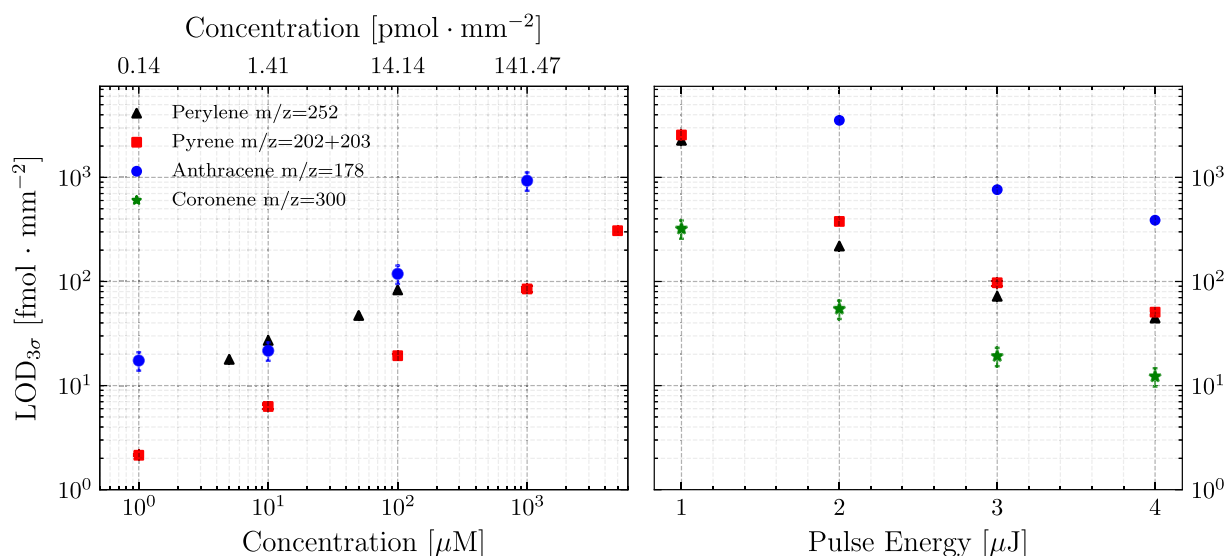 Concentration [pmol · mm⁻²]
0.14 1.41 14.14 141.47
Perylene m/z=252
Pyrene m/z=202+203
Anthracene m/z=178
Coronene m/z=300
LOD₃σ [fmol · mm⁻²]
10³
10²
10¹
10⁰
10⁰ 10¹ 10² 10³
Concentration [μM]
10³
10²
10¹
10⁰
1 2 3 4
Pulse Energy [μJ]